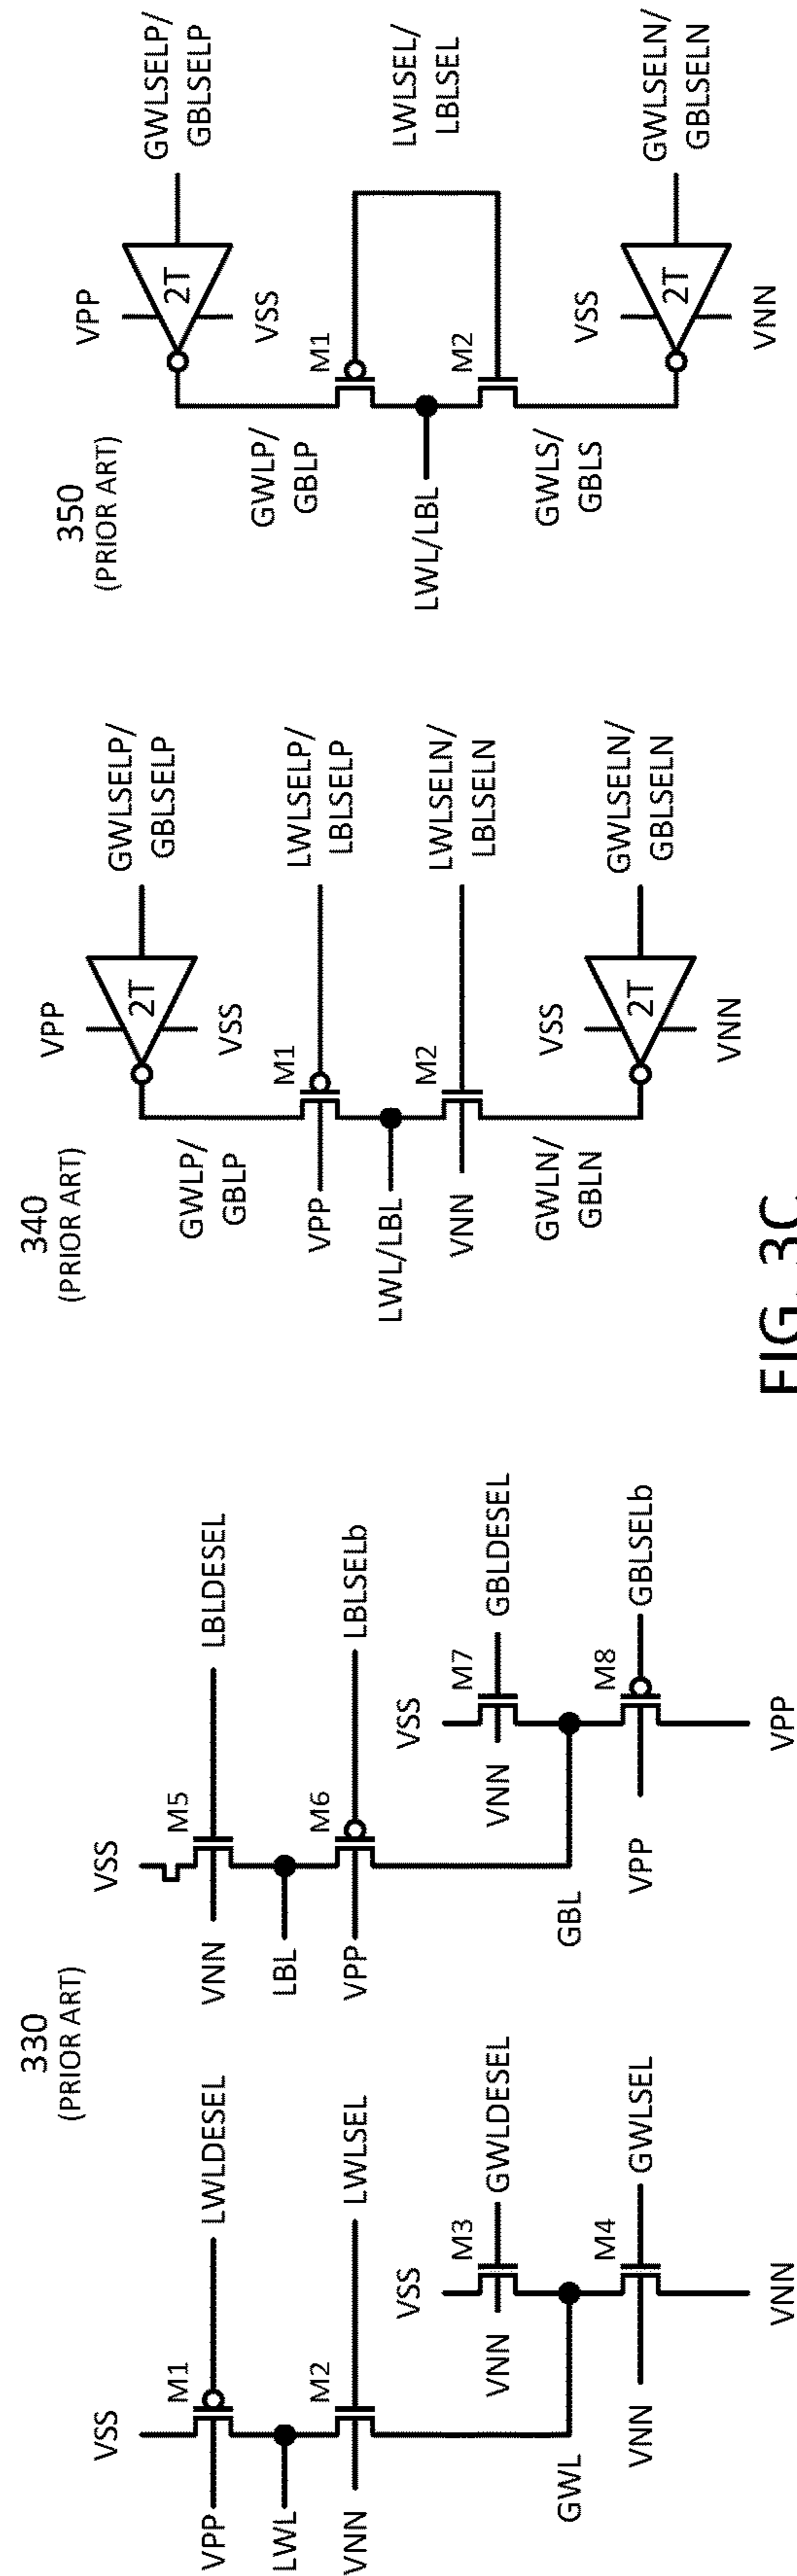 330
(PRIOR ART)
VSS
M1
LWLDESEL
VPP
LWL
M2
LWLSEL
VNN
VSS
M3
GWLDESEL
VNN
GWL
M4
GWLSEL
VNN
VNN
VSS
M5
LBLDESEL
VNN
LBL
M6
LBLSELb
VPP
VSS
M7
GBLDESEL
VNN
GBL
M8
GBLSELb
VPP
VPP
340
(PRIOR ART)
VPP
GWLSELP/
GBLSELP
2T
VSS
GWLP/
GBLP
M1
LWLSELP/
LBLSELP
VPP
LWL/LBL
M2
LWLSELN/
LBLSELN
VNN
GWLN/
GBLN
VSS
GWLSELN/
GBLSELN
2T
VNN
350
(PRIOR ART)
VPP
GWLSELP/
GBLSELP
2T
VSS
GWLP/
GBLP
M1
LWLSEL/
LBLSEL
LWL/LBL
M2
GWLS/
GBLS
VSS
GWLSELN/
GBLSELN
2T
VNN
FIG. 3C